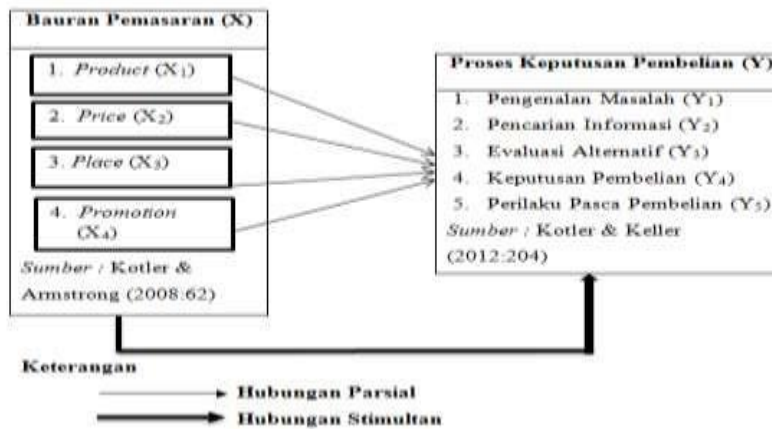 Bauran Pemasaran (X)
1. Product (X₁)
2. Price (X₂)
3. Place (X₃)
4. Promotion
(X₄)
Sumber : Kotler &
Armstrong (2008:62)
Proses Keputusan Pembelian (Y)
1. Pengenalan Masalah (Y₁)
2. Pencarian Informasi (Y₂)
3. Evaluasi Alternatif (Y₃)
4. Keputusan Pembelian (Y₄)
5. Perilaku Pasca Pembelian (Y₅)
Sumber : Kotler & Keller
(2012:204)
Keterangan
Hubungan Parsial
Hubungan Stimultan